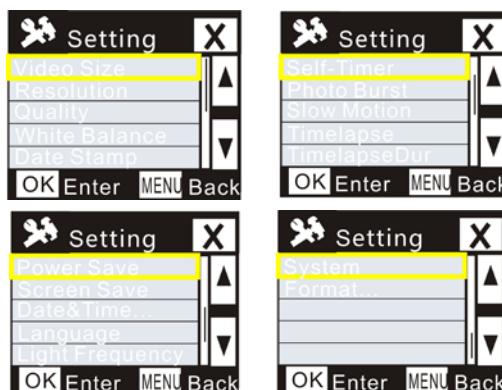 Setting X
Video Size
Resolution
Quality
White Balance
Date Stamp
OK Enter MENU Back
Setting X
Self-Timer
Photo Burst
Slow Motion
Timelapse
TimelapseDur
OK Enter MENU Back
Setting X
Power Save
Screen Save
Date&Time...
Language
Light Frequency
OK Enter MENU Back
Setting X
System
Format...
OK Enter MENU Back